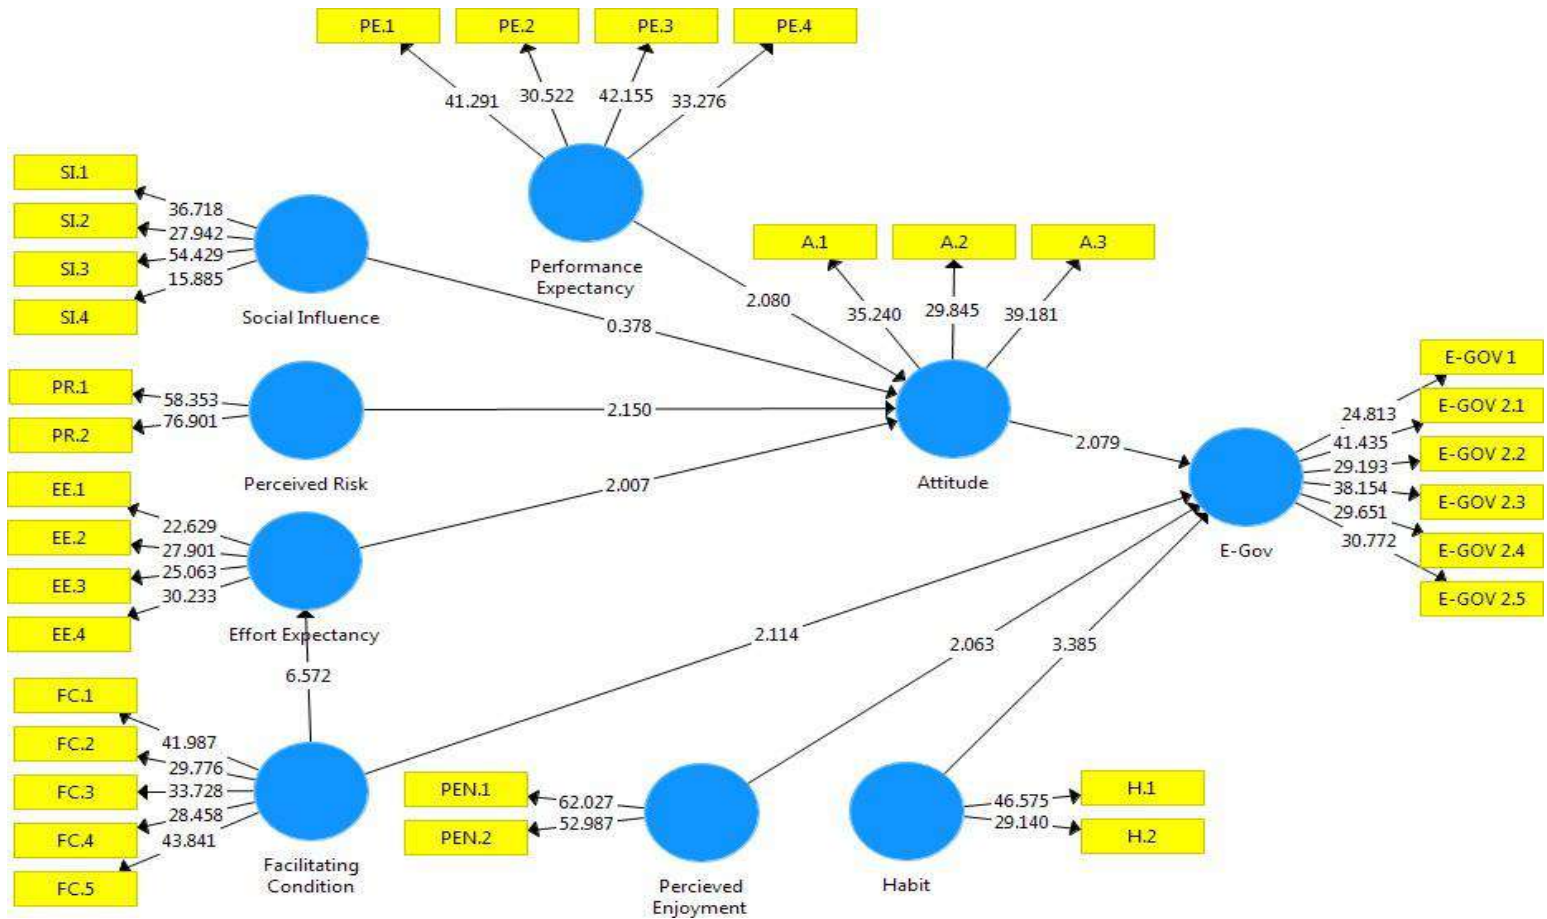 PE.1 PE.2 PE.3 PE.4
41.291 30.522 42.155 33.276
SI.1
SI.2
SI.3
SI.4
36.718
27.942
54.429
15.885
Social Influence
Performance
Expectancy
2.080
0.378
A.1 A.2 A.3
35.240 29.845 39.181
PR.1
PR.2
58.353
76.901
Perceived Risk
2.150
Attitude
2.079
E-GOV 1
E-GOV 2.1
E-GOV 2.2
E-GOV 2.3
E-GOV 2.4
E-GOV 2.5
24.813
41.435
29.193
38.154
29.651
30.772
E-Gov
EE.1
EE.2
EE.3
EE.4
22.629
27.901
25.063
30.233
Effort Expectancy
2.007
6.572
2.114
2.063
3.385
FC.1
FC.2
FC.3
FC.4
FC.5
41.987
29.776
33.728
28.458
43.841
Facilitating
Condition
PEN.1
PEN.2
62.027
52.987
Percieved
Enjoyment
Habit
46.575
29.140
H.1
H.2